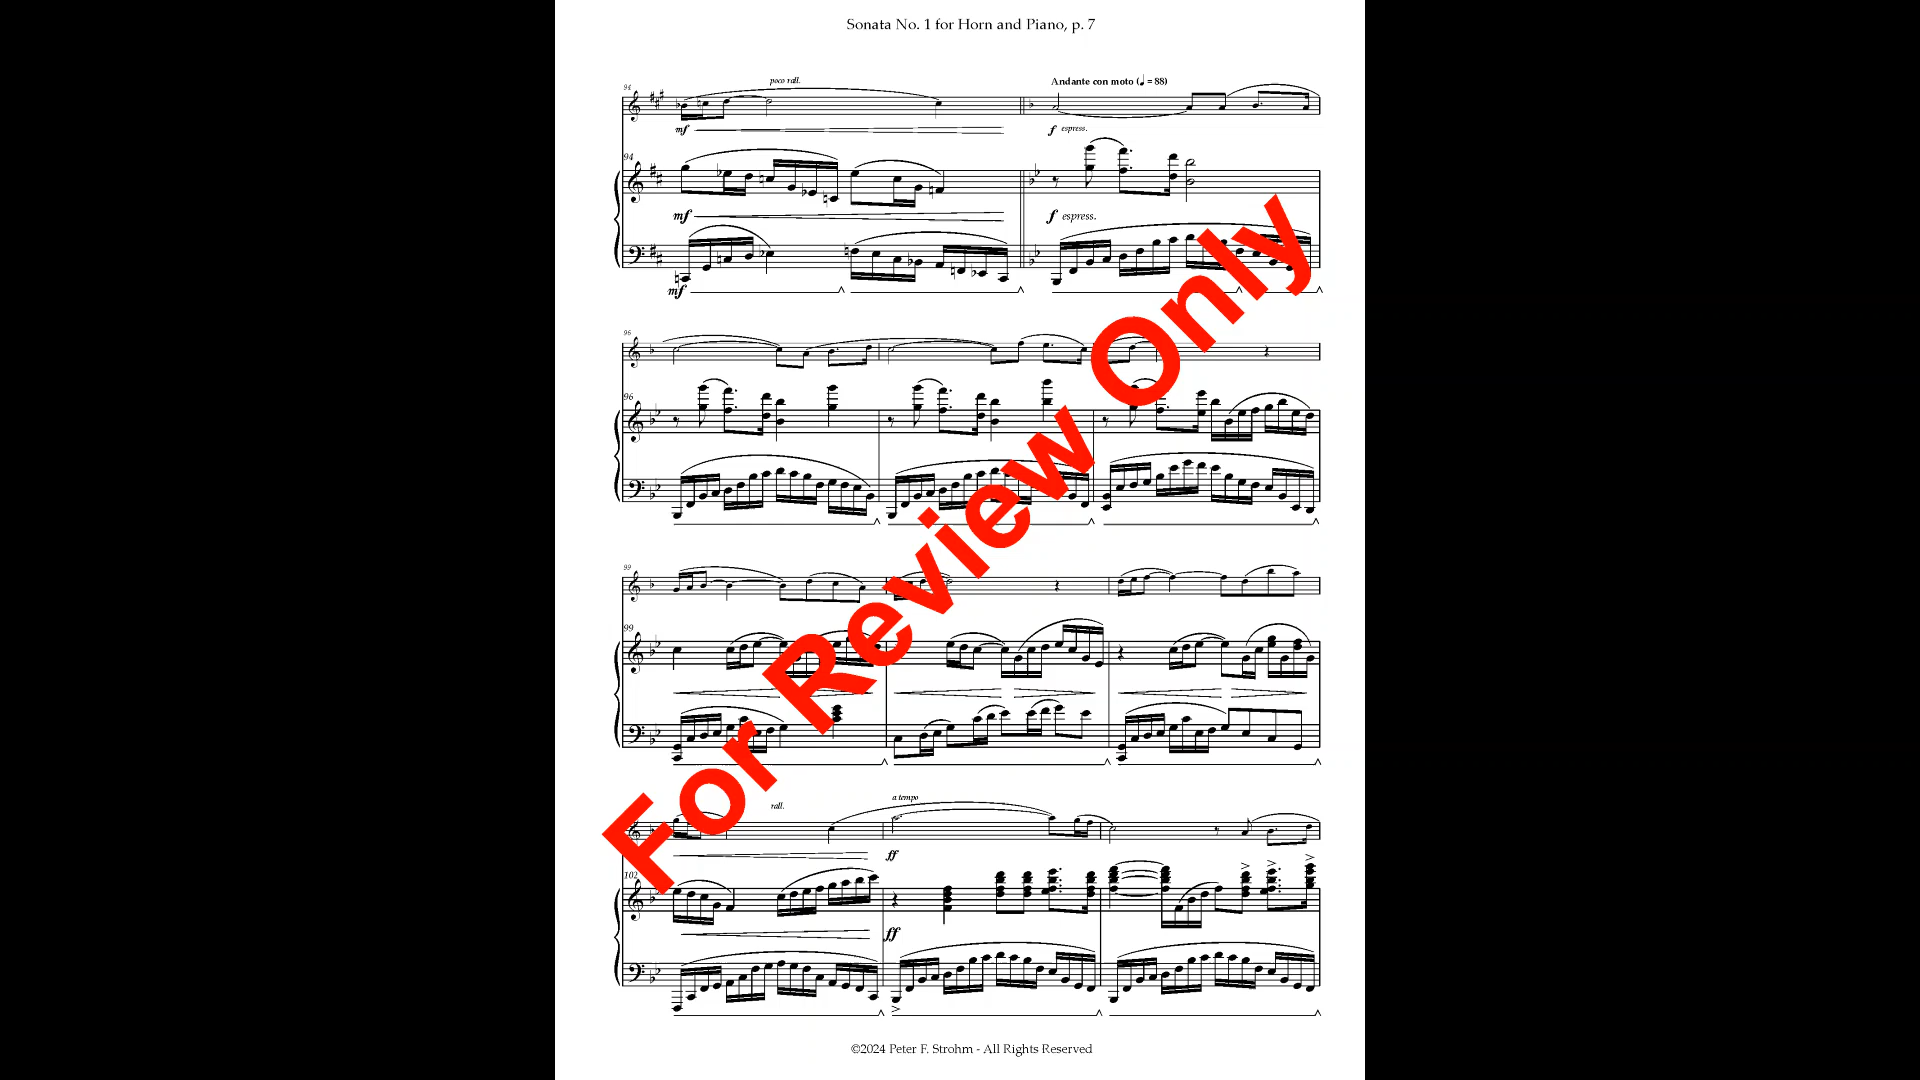 Sonata No. 1 for Horn and Piano, p. 7
poco rall.
Andante con moto (♩ = 88)
94
mf
f espress.
94
mf
f espress.
mf
For Review Only
96
96
99
99
rall.
a tempo
ff
102
ff
©2024 Peter F. Strohm - All Rights Reserved